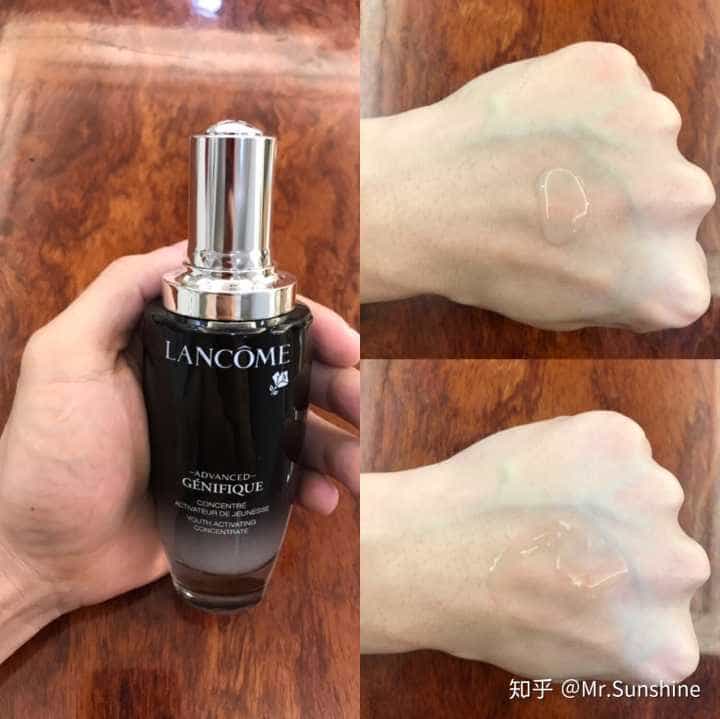 LANCÔME
-ADVANCED-
GÉNIFIQUE
CONCENTRÉ
ACTIVATEUR DE JEUNESSE
YOUTH ACTIVATING
CONCENTRATE
知乎 @Mr.Sunshine